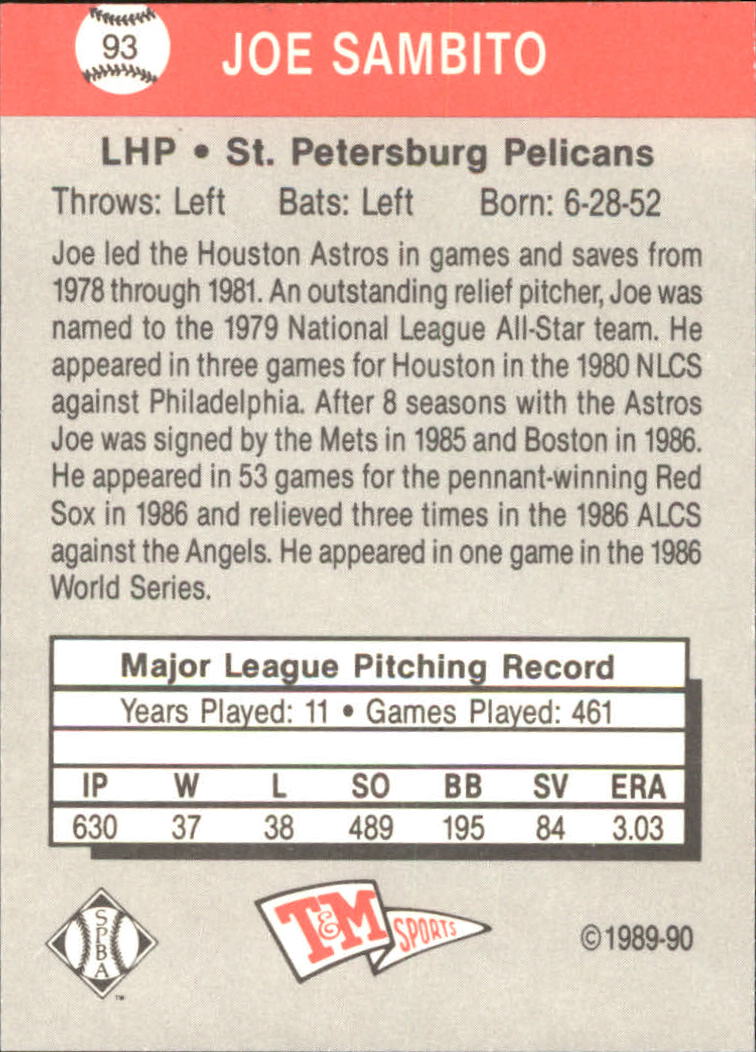 93
JOE SAMBITO
LHP • St. Petersburg Pelicans
Throws: Left Bats: Left Born: 6-28-52
Joe led the Houston Astros in games and saves from
1978 through 1981. An outstanding relief pitcher, Joe was
named to the 1979 National League All-Star team. He
appeared in three games for Houston in the 1980 NLCS
against Philadelphia. After 8 seasons with the Astros
Joe was signed by the Mets in 1985 and Boston in 1986.
He appeared in 53 games for the pennant-winning Red
Sox in 1986 and relieved three times in the 1986 ALCS
against the Angels. He appeared in one game in the 1986
World Series.
Major League Pitching Record
Years Played: 11 • Games Played: 461
IP W L SO BB SV ERA
630 37 38 489 195 84 3.03
SPBA
™
T&M
SPORTS
©1989-90